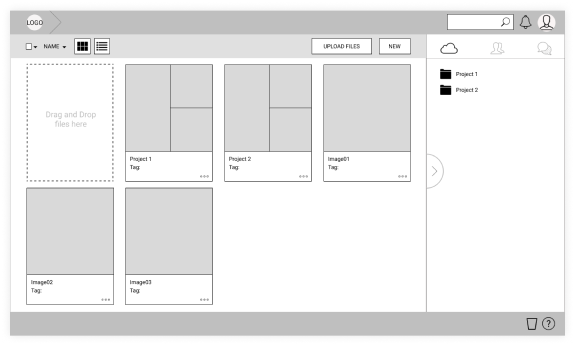 LOGO
NAME
UPLOAD FILES
NEW
Drag and Drop
files here
Project 1
Tag:
Project 2
Tag:
Image01
Tag:
Image02
Tag:
Image03
Tag:
Project 1
Project 2
?